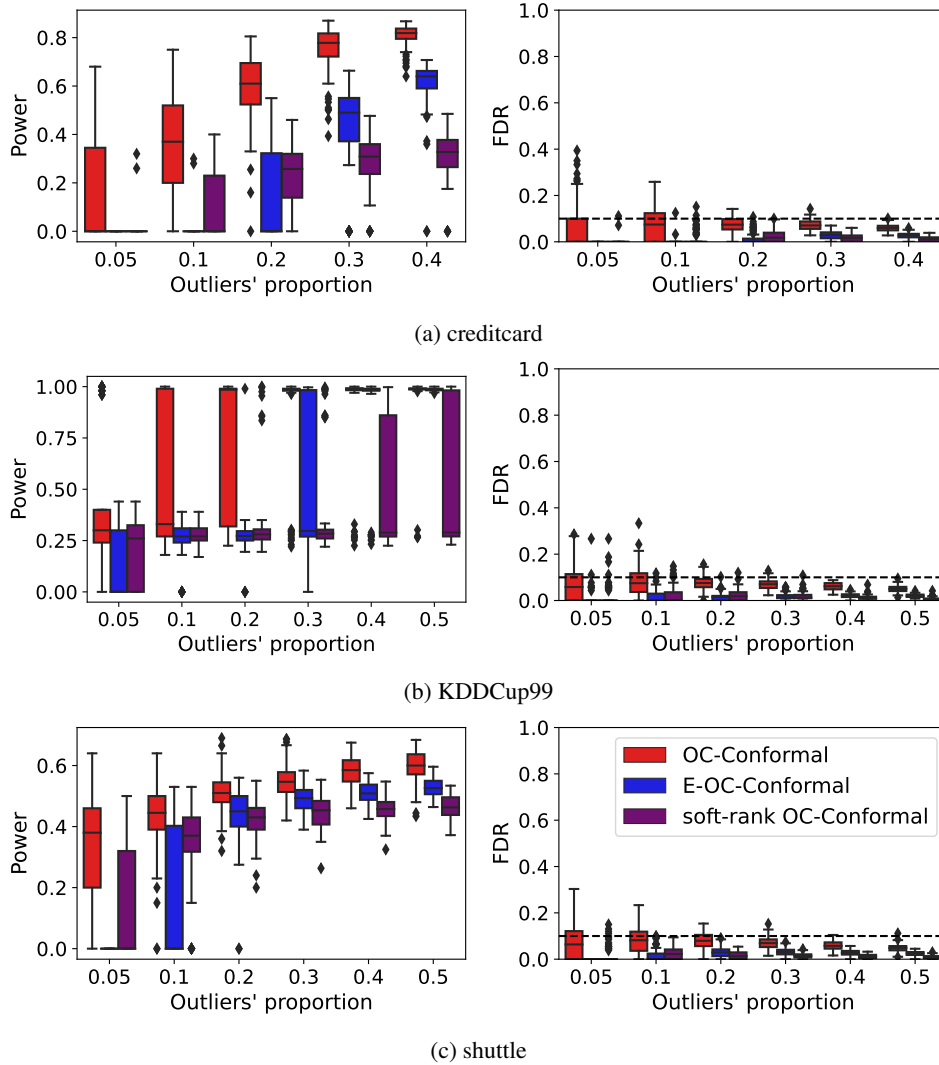 Power
0.8
0.6
0.4
0.2
0.0
0.05 0.1 0.2 0.3 0.4
Outliers' proportion
FDR
1.0
0.8
0.6
0.4
0.2
0.0
0.05 0.1 0.2 0.3 0.4
Outliers' proportion
(a) creditcard
Power
1.00
0.75
0.50
0.25
0.00
0.05 0.1 0.2 0.3 0.4 0.5
Outliers' proportion
FDR
1.0
0.8
0.6
0.4
0.2
0.0
0.05 0.1 0.2 0.3 0.4 0.5
Outliers' proportion
(b) KDDCup99
Power
0.6
0.4
0.2
0.0
0.05 0.1 0.2 0.3 0.4 0.5
Outliers' proportion
FDR
1.0
0.8
0.6
0.4
0.2
0.0
OC-Conformal
E-OC-Conformal
soft-rank OC-Conformal
0.05 0.1 0.2 0.3 0.4 0.5
Outliers' proportion
(c) shuttle